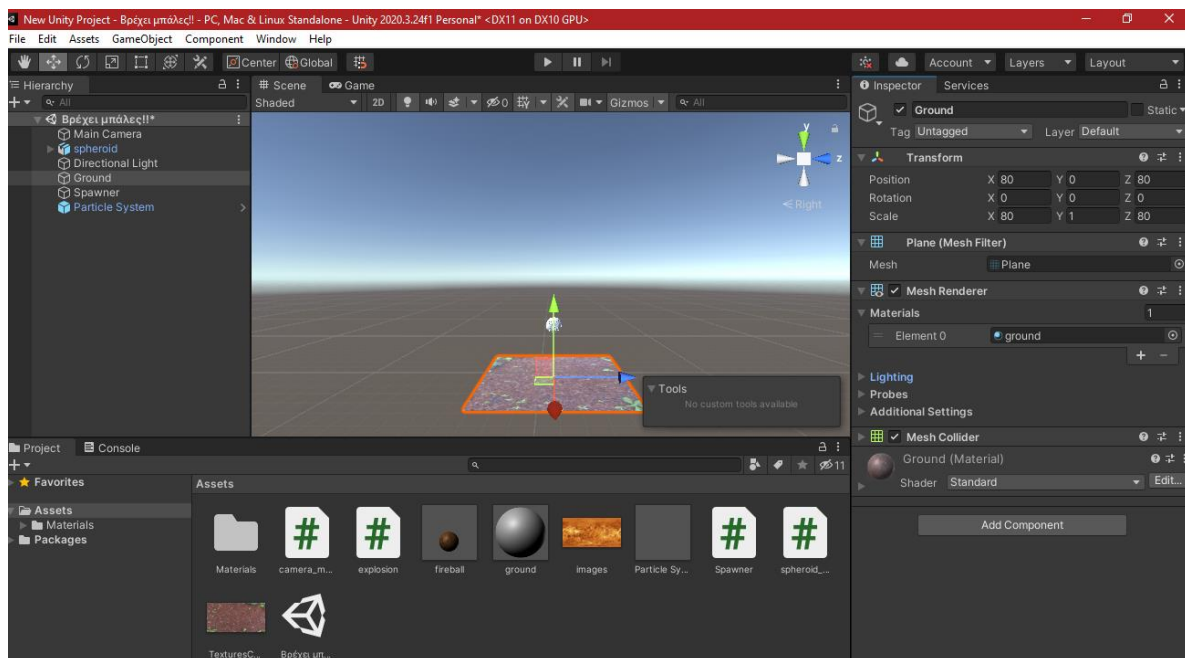 New Unity Project - Βρέχει μπάλες!! - PC, Mac & Linux Standalone - Unity 2020.3.24f1 Personal* <DX11 on DX10 GPU>
File Edit Assets GameObject Component Window Help
Center Global Account Layers Layout
Hierarchy
All
Βρέχει μπάλες!!*
Main Camera
spheroid
Directional Light
Ground
Spawner
Particle System
Scene Game
Shaded 2D 0 Gizmos All
y
z
Right
Tools
No custom tools available
Inspector Services
Ground Static
Tag Untagged Layer Default
Transform
Position X 80 Y 0 Z 80
Rotation X 0 Y 0 Z 0
Scale X 80 Y 1 Z 80
Plane (Mesh Filter)
Mesh Plane
Mesh Renderer
Materials 1
Element 0 ground
Lighting
Probes
Additional Settings
Mesh Collider
Ground (Material)
Shader Standard Edit...
Add Component
Project Console
11
Favorites
Assets
Materials
Packages
Assets
Materials camera_m... explosion fireball ground images Particle Sy... Spawner spheroid_...
TexturesC... Βρέχει μπ...